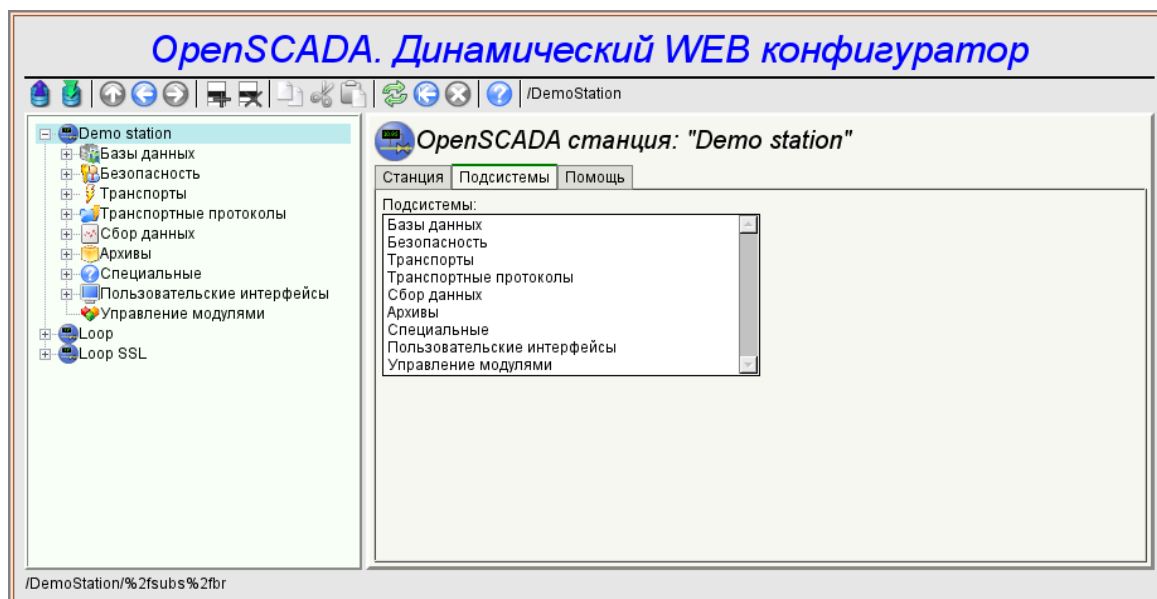 OpenSCADA. Динамический WEB конфигуратор
/DemoStation
Demo station
Базы данных
Безопасность
Транспорты
Транспортные протоколы
Сбор данных
Архивы
Специальные
Пользовательские интерфейсы
Управление модулями
Loop
Loop SSL
OpenSCADA станция: "Demo station"
Станция Подсистемы Помощь
Подсистемы:
Базы данных
Безопасность
Транспорты
Транспортные протоколы
Сбор данных
Архивы
Специальные
Пользовательские интерфейсы
Управление модулями
/DemoStation/%2fsubs%2fbr